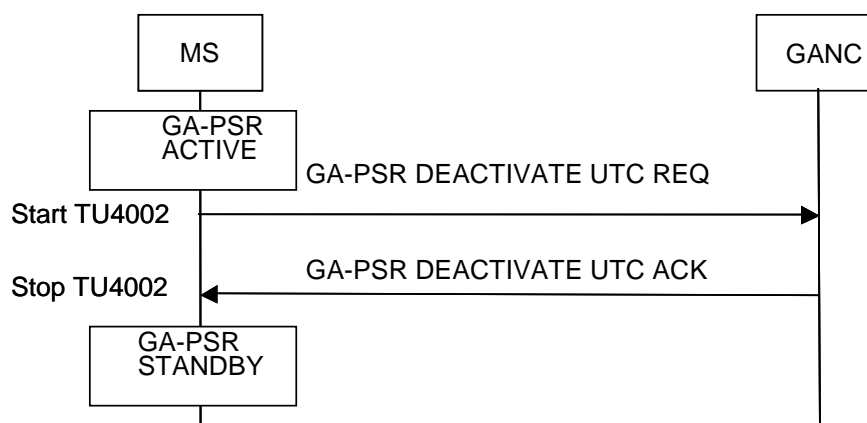 MS
GANC
GA-PSR
ACTIVE
GA-PSR DEACTIVATE UTC REQ
Start TU4002
GA-PSR DEACTIVATE UTC ACK
Stop TU4002
GA-PSR
STANDBY